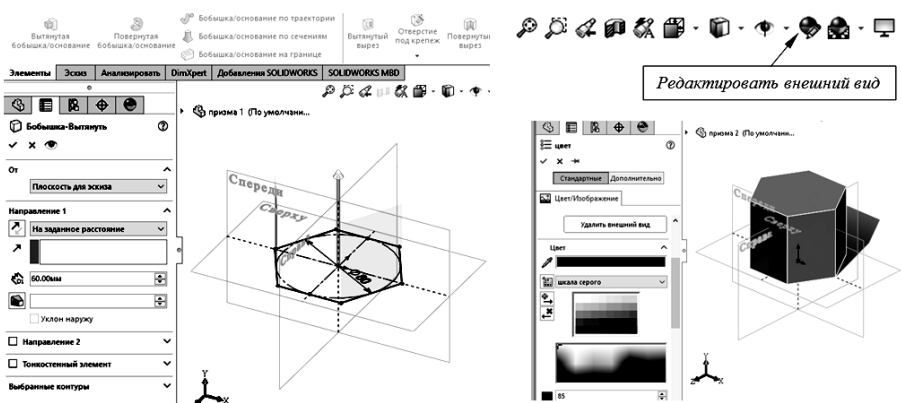 Вытянутая
бобышка/основание
Повернутая
бобышка/основание
Бобышка/основание по траектории
Бобышка/основание по сечениям
Бобышка/основание на границе
Вытянутый
вырез
Отверстие
под крепеж
Повернуты
вырез
Элементы Эскиз Анализировать DimXpert Добавления SOLIDWORKS SOLIDWORKS MBD
Бобышка-Вытянуть
От
Плоскость для эскиза
Направление 1
На заданное расстояние
60.00мм
Уклон наружу
Направление 2
Тонкостенный элемент
Выбранные контуры
призма 1 (По умолчани...
Спереди
Сверху
Y
X
Редактировать внешний вид
цвет
Стандартные Дополнительно
Цвет/Изображение
Удалить внешний вид
Цвет
шкала серого
85
призма 2 (По умолчани...
Y
Z X